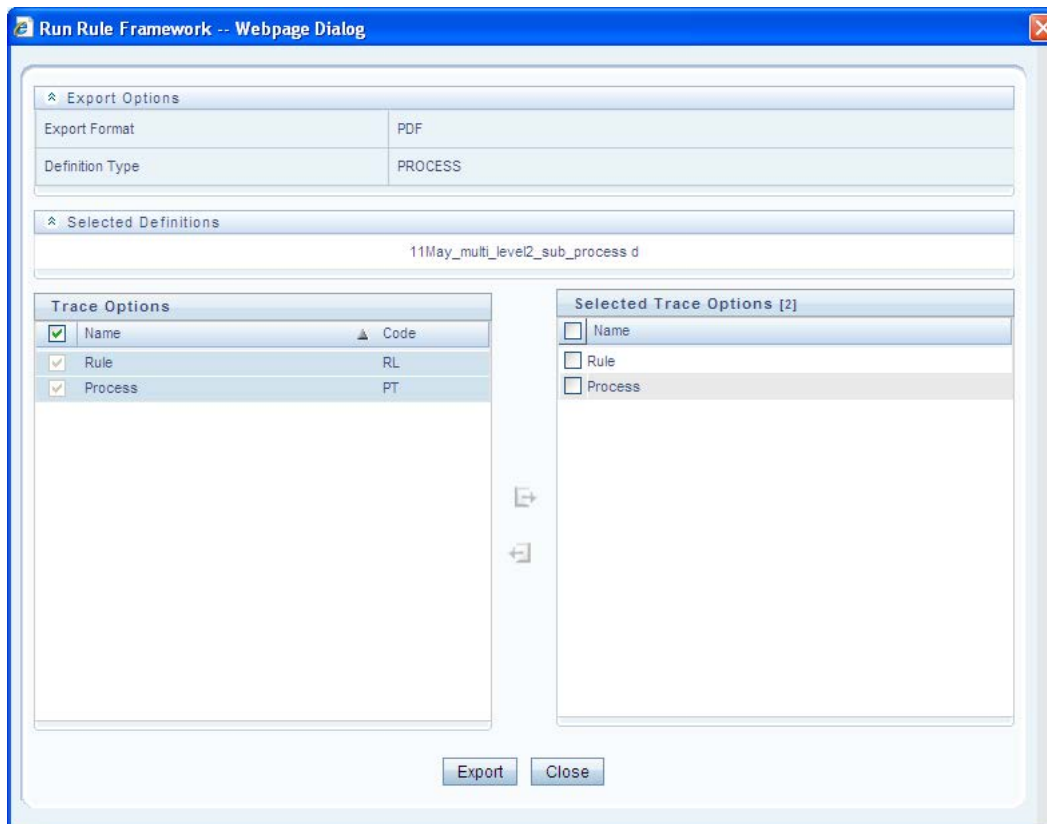 Run Rule Framework -- Webpage Dialog
Export Options
Export Format PDF
Definition Type PROCESS
Selected Definitions
11May_multi_level2_sub_process d
Trace Options
Name Code
Rule RL
Process PT
Selected Trace Options [2]
Name
Rule
Process
Export Close